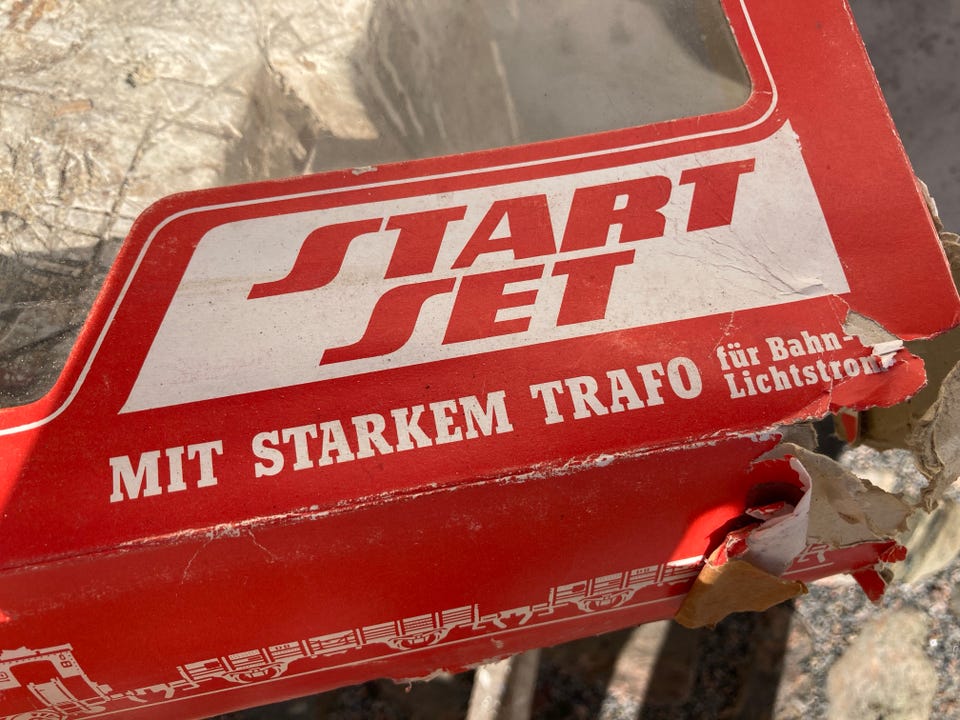 START
SET
MIT STARKEM TRAFO
für Bahn-
Lichtstrom